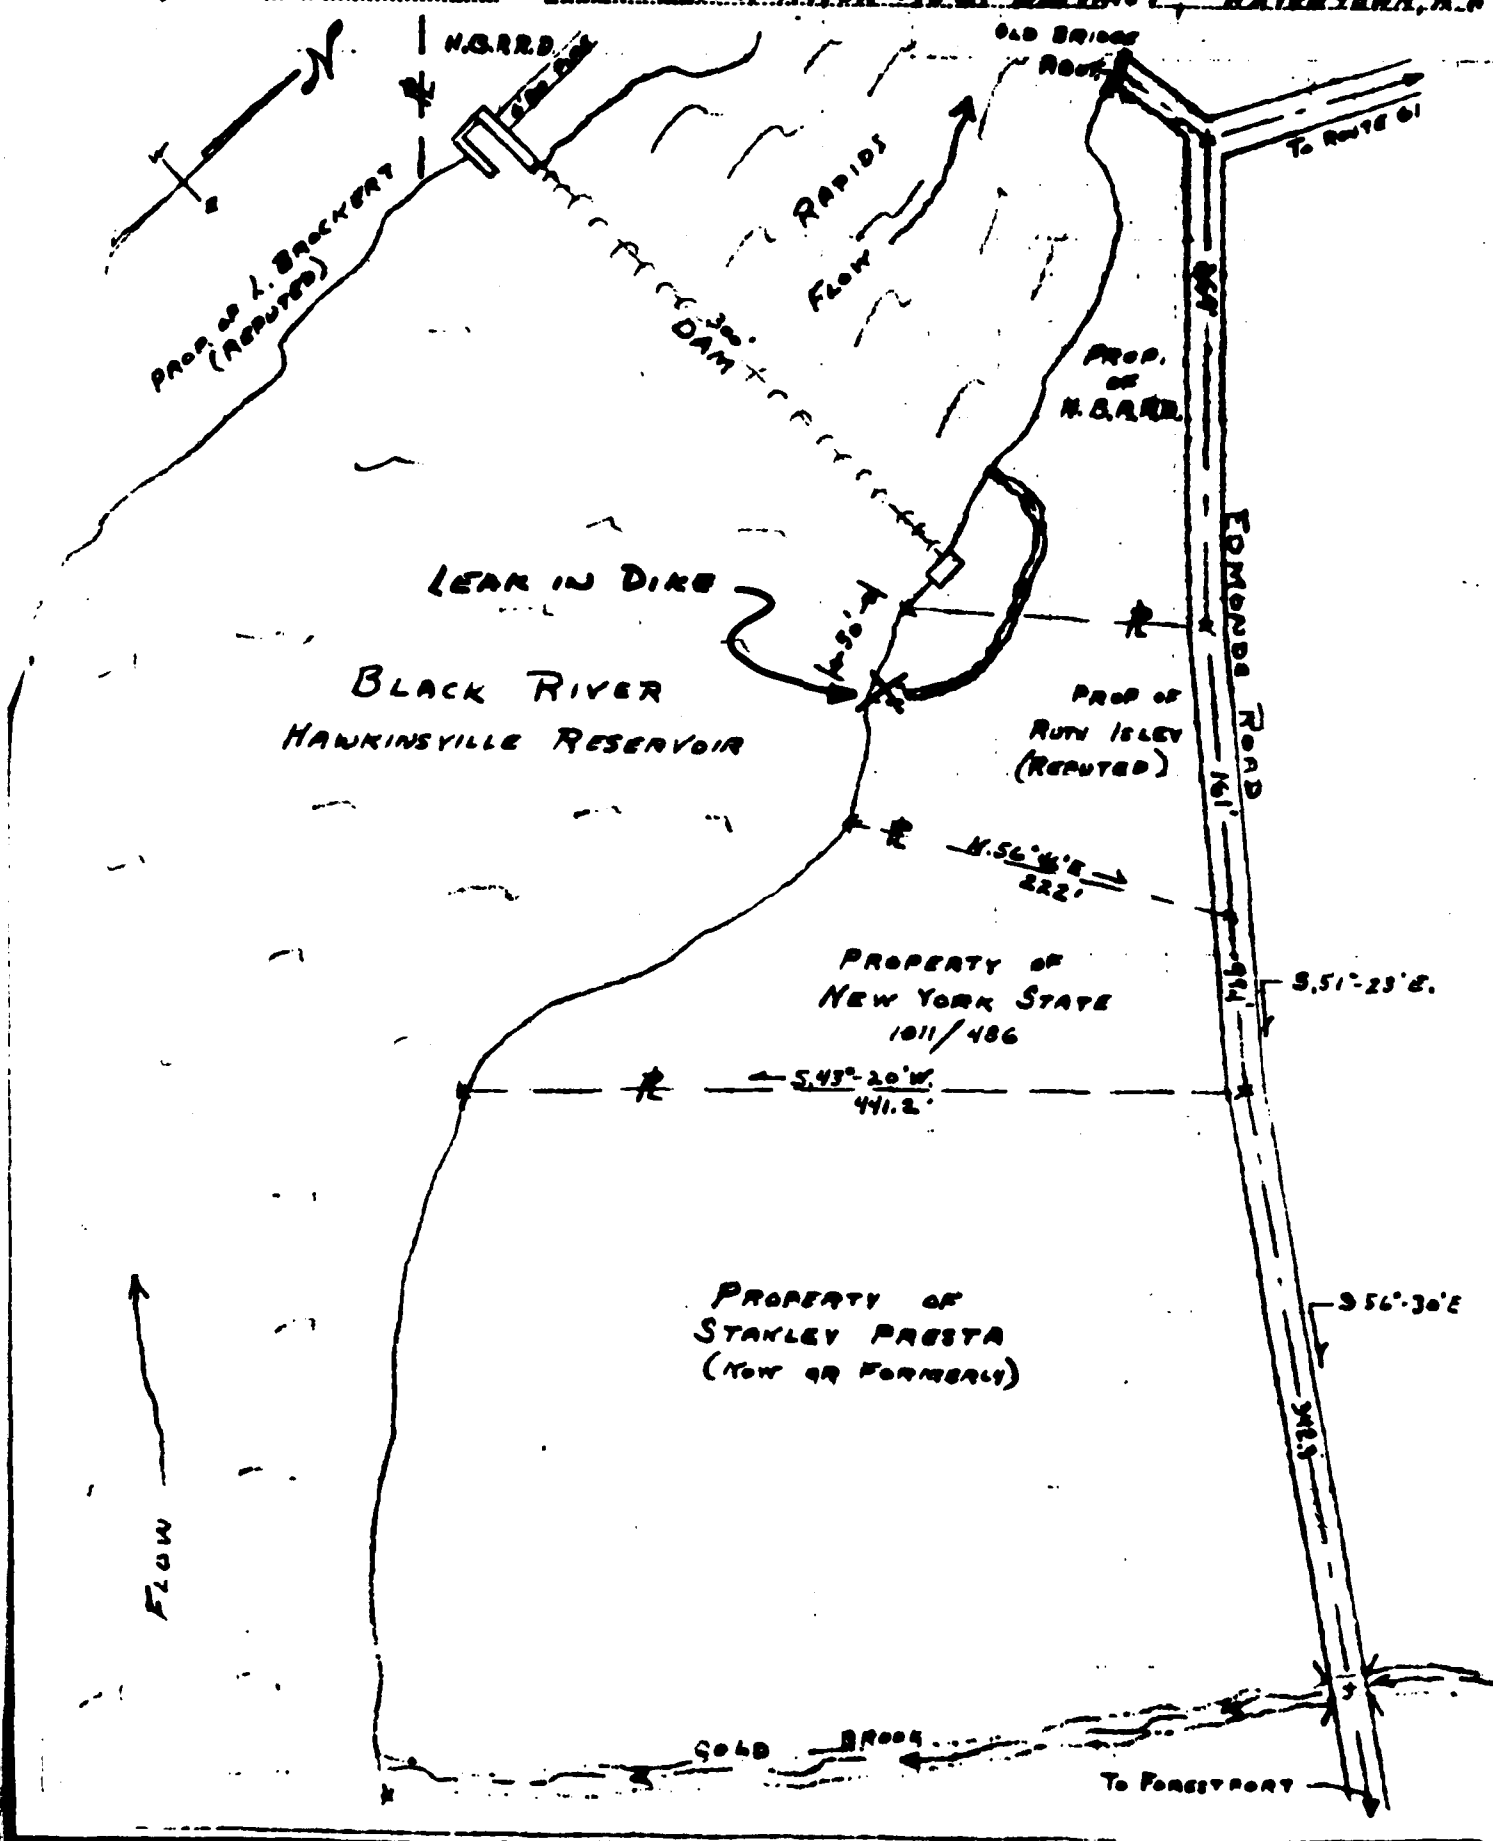 N
W
E
H.B.R.R.D.
OLD BRIDGE
ABUT.
TO ROUTE 61
PROP. OF L. BROCKERT
(REPUTED)
RAPIDS
FLOW
300'
DAM
PROP.
OF
H.B.R.R.D.
EDMONDS ROAD
LEAK IN DIKE
50'
BLACK RIVER
HAWKINSVILLE RESERVOIR
PROP OF
RUTH ISLEY
(REPUTED)
161'
222'
PROPERTY OF
NEW YORK STATE
1011/486
S.51°-23'E.
S.43°-20'W.
441.2'
PROPERTY OF
STANLEY PRESTA
(NOW OR FORMERLY)
S 56°-30'E
FLOW
GOLD BROOK
TO FORESTPORT